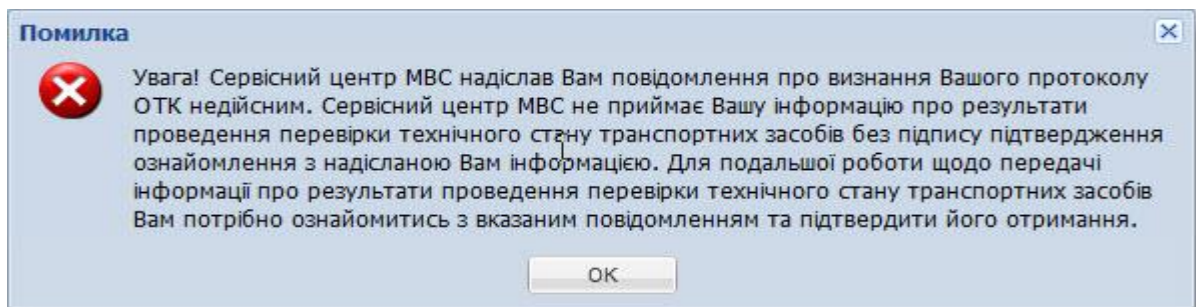 Помилка
Увага! Сервісний центр МВС надіслав Вам повідомлення про визнання Вашого протоколу
ОТК недійсним. Сервісний центр МВС не приймає Вашу інформацію про результати
проведення перевірки технічного стану транспортних засобів без підпису підтвердження
ознайомлення з надісланою Вам інформацією. Для подальшої роботи щодо передачі
інформації про результати проведення перевірки технічного стану транспортних засобів
Вам потрібно ознайомитись з вказаним повідомленням та підтвердити його отримання.
OK